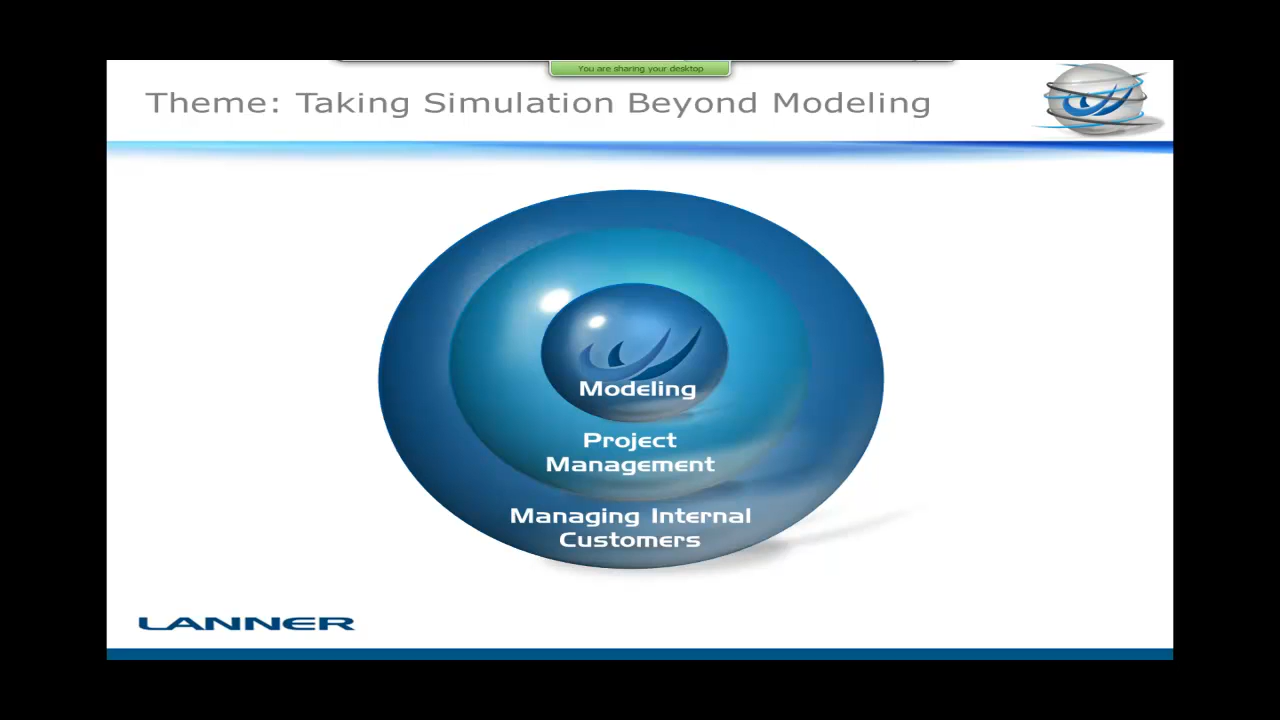 You are sharing your desktop
Theme: Taking Simulation Beyond Modeling
Modeling
Project
Management
Managing Internal
Customers
LANNER